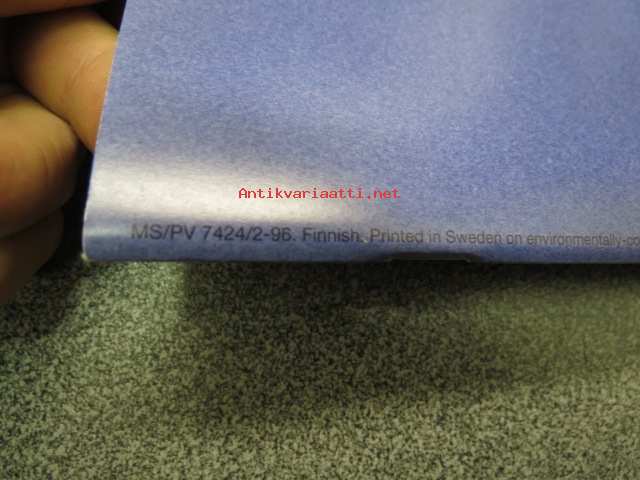 Antikvariaatti.net
MS/PV 7424/2-96. Finnish. Printed in Sweden on environmentally-